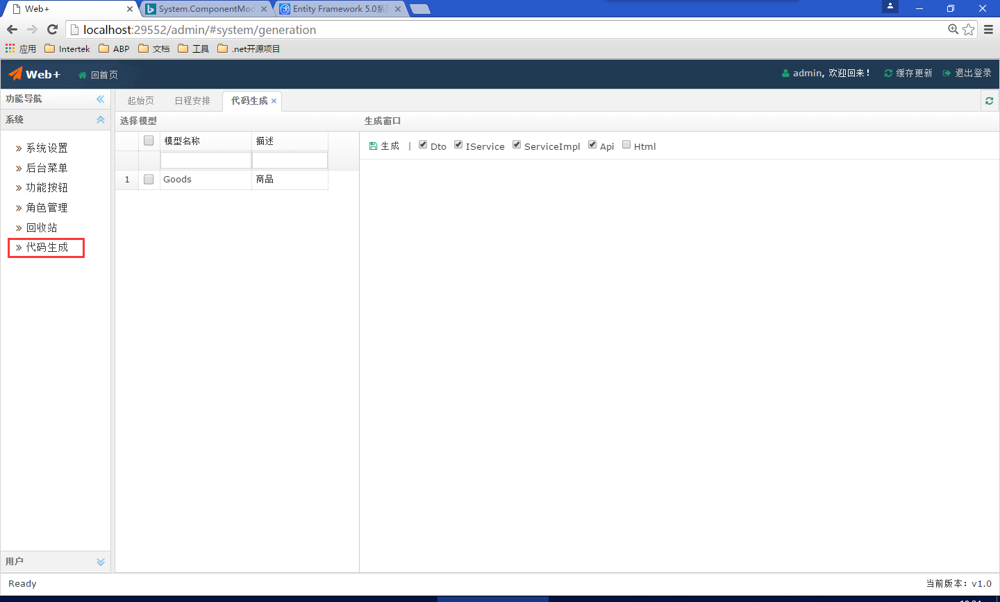 Web+
System.ComponentMod
Entity Framework 5.0系
localhost:29552/admin/#system/generation
应用 Intertek ABP 文档 工具 .net开源项目
Web+ 回首页 admin, 欢迎回来! 缓存更新 退出登录
功能导航
系统
系统设置
后台菜单
功能按钮
角色管理
回收站
代码生成
用户
起始页 日程安排 代码生成
选择模型
模型名称 描述
1 Goods 商品
生成窗口
生成 | Dto IService ServiceImpl Api Html
Ready 当前版本: v1.0